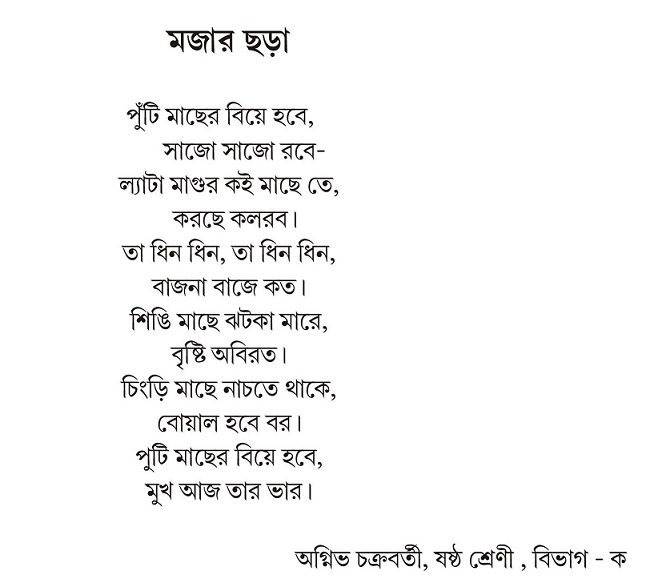 মজার ছড়া
পুঁটি মাছের বিয়ে হবে,
সাজো সাজো রবে-
ল্যাটা মাগুর কই মাছে তে,
করছে কলরব।
তা ধিন ধিন, তা ধিন ধিন,
বাজনা বাজে কত।
শিঙি মাছে ঝটকা মারে,
বৃষ্টি অবিরত।
চিংড়ি মাছে নাচতে থাকে,
বোয়াল হবে বর।
পুটি মাছের বিয়ে হবে,
মুখ আজ তার ভার।
অগ্নিভ চক্রবর্তী, ষষ্ঠ শ্রেণী , বিভাগ - ক